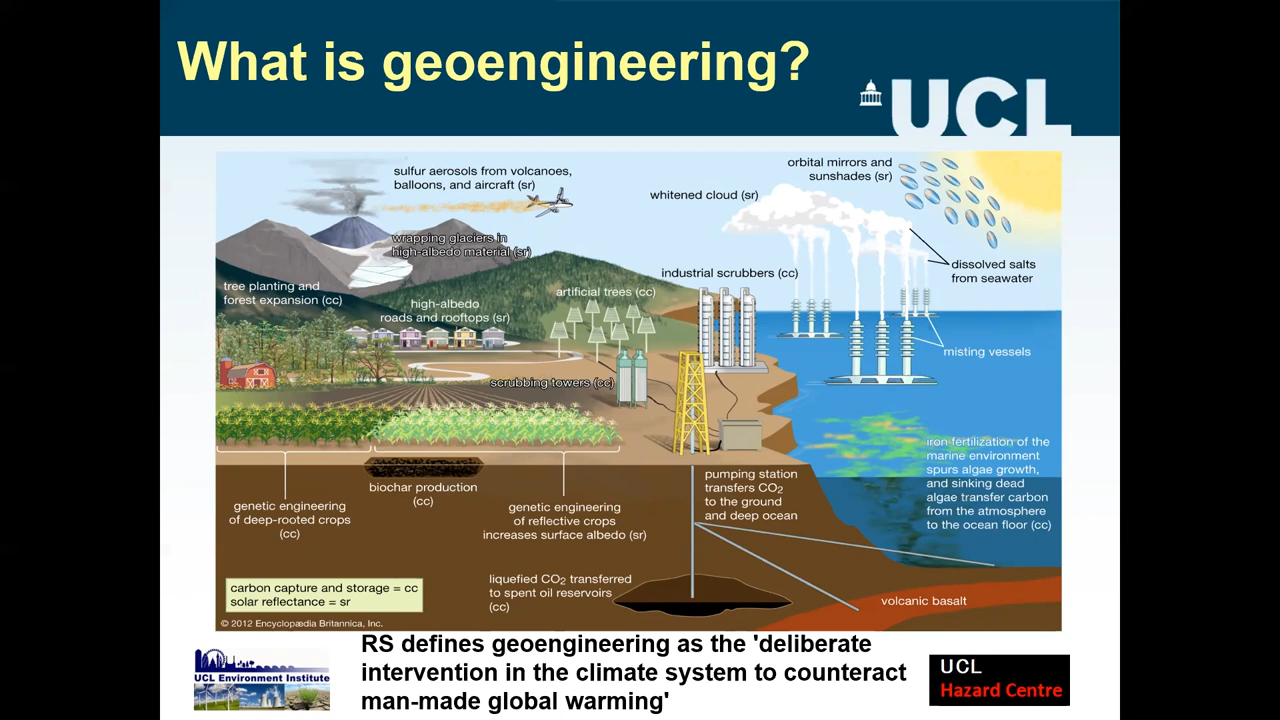 What is geoengineering?
UCL
sulfur aerosols from volcanoes,
balloons, and aircraft (sr)
orbital mirrors and
sunshades (sr)
whitened cloud (sr)
wrapping glaciers in
high-albedo material (sr)
dissolved salts
from seawater
industrial scrubbers (cc)
tree planting and
forest expansion (cc)
high-albedo
roads and rooftops (sr)
artificial trees (cc)
misting vessels
scrubbing towers (cc)
iron fertilization of the
marine environment
spurs algae growth,
and sinking dead
algae transfer carbon
from the atmosphere
to the ocean floor (cc)
pumping station
transfers CO₂
to the ground
and deep ocean
biochar production
(cc)
genetic engineering
of deep-rooted crops
(cc)
genetic engineering
of reflective crops
increases surface albedo (sr)
liquefied CO₂ transferred
to spent oil reservoirs
(cc)
volcanic basalt
carbon capture and storage = cc
solar reflectance = sr
© 2012 Encyclopædia Britannica, Inc.
RS defines geoengineering as the 'deliberate
intervention in the climate system to counteract
man-made global warming'
UCL Environment Institute
UCL
Hazard Centre